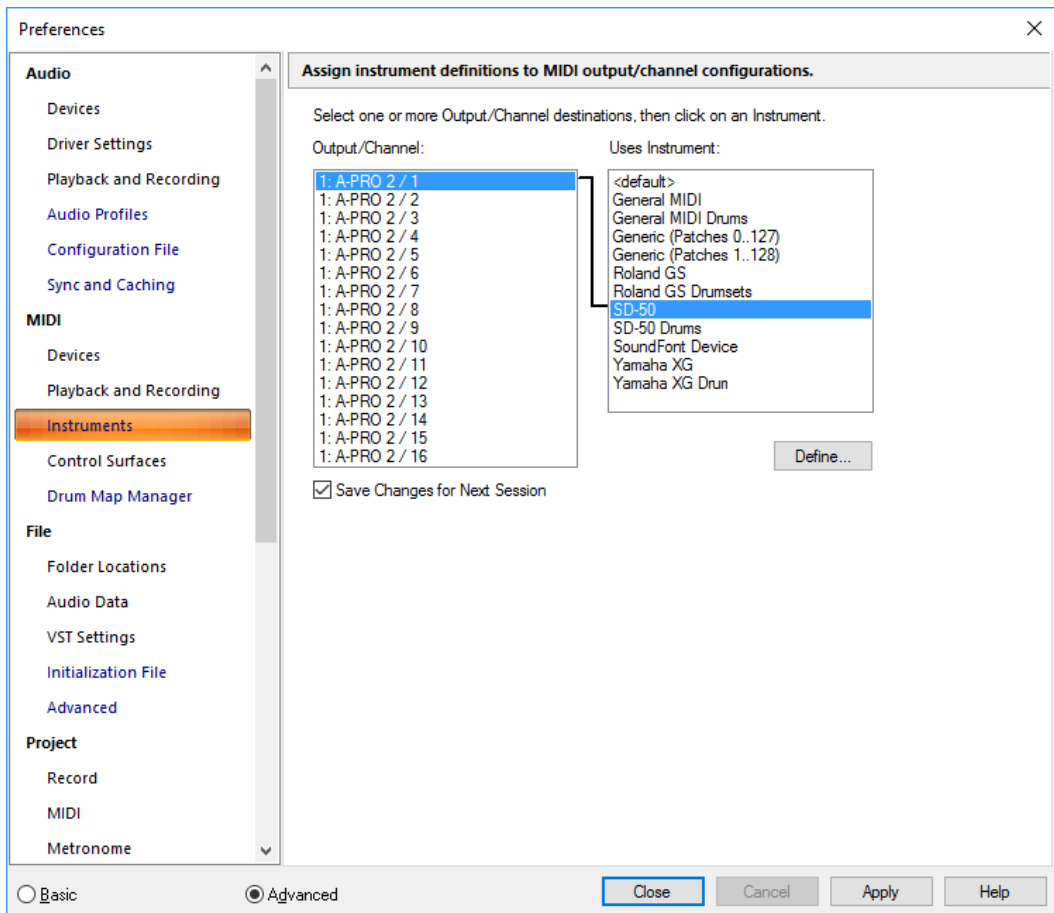 Preferences
Audio
Devices
Driver Settings
Playback and Recording
Audio Profiles
Configuration File
Sync and Caching
MIDI
Devices
Playback and Recording
Instruments
Control Surfaces
Drum Map Manager
File
Folder Locations
Audio Data
VST Settings
Initialization File
Advanced
Project
Record
MIDI
Metronome
Assign instrument definitions to MIDI output/channel configurations.
Select one or more Output/Channel destinations, then click on an Instrument.
Output/Channel:
1: A-PRO 2 / 1
1: A-PRO 2 / 2
1: A-PRO 2 / 3
1: A-PRO 2 / 4
1: A-PRO 2 / 5
1: A-PRO 2 / 6
1: A-PRO 2 / 7
1: A-PRO 2 / 8
1: A-PRO 2 / 9
1: A-PRO 2 / 10
1: A-PRO 2 / 11
1: A-PRO 2 / 12
1: A-PRO 2 / 13
1: A-PRO 2 / 14
1: A-PRO 2 / 15
1: A-PRO 2 / 16
Uses Instrument:
<default>
General MIDI
General MIDI Drums
Generic (Patches 0..127)
Generic (Patches 1..128)
Roland GS
Roland GS Drumsets
SD-50
SD-50 Drums
SoundFont Device
Yamaha XG
Yamaha XG Drun
Define...
Save Changes for Next Session
Basic
Advanced
Close
Cancel
Apply
Help